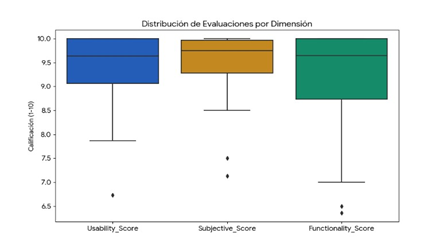 Distribución de Evaluaciones por Dimensión
10.0
9.5
9.0
8.5
8.0
7.5
7.0
6.5
Calificación (1-10)
Usability_Score
Subjective_Score
Functionality_Score